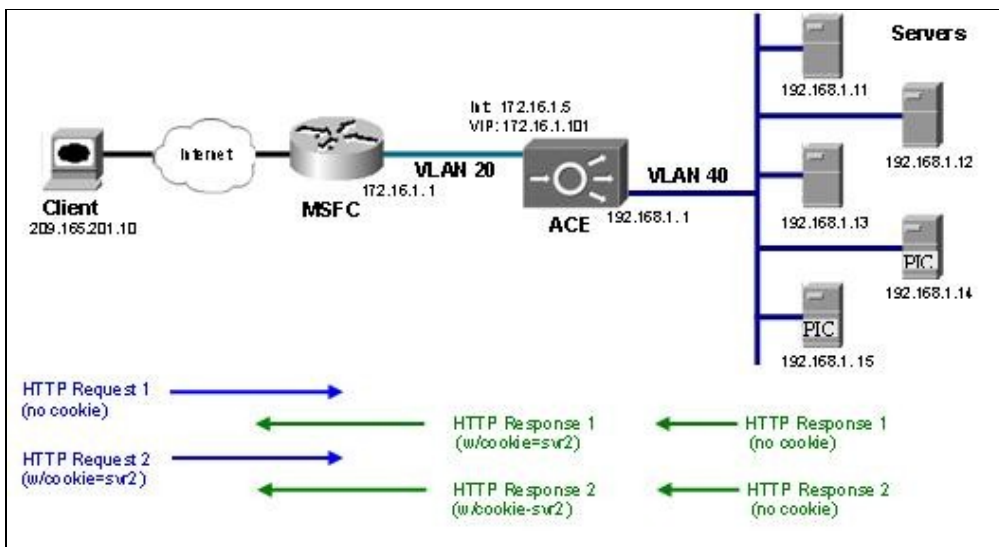 Servers
192.168.1.11
Int: 172.16.1.5
VIP: 172.16.1.101
Internet
192.168.1.12
VLAN 20
VLAN 40
172.16.1.1
Client
MSFC
ACE
192.168.1.1
192.168.1.13
209.165.201.10
PIC
192.168.1.14
PIC
192.168.1.15
HTTP Request 1
(no cookie)
HTTP Response 1
(w/cookie=svr2)
HTTP Response 1
(no cookie)
HTTP Request 2
(w/cookie=svr2)
HTTP Response 2
(w/cookie-svr2)
HTTP Response 2
(no cookie)